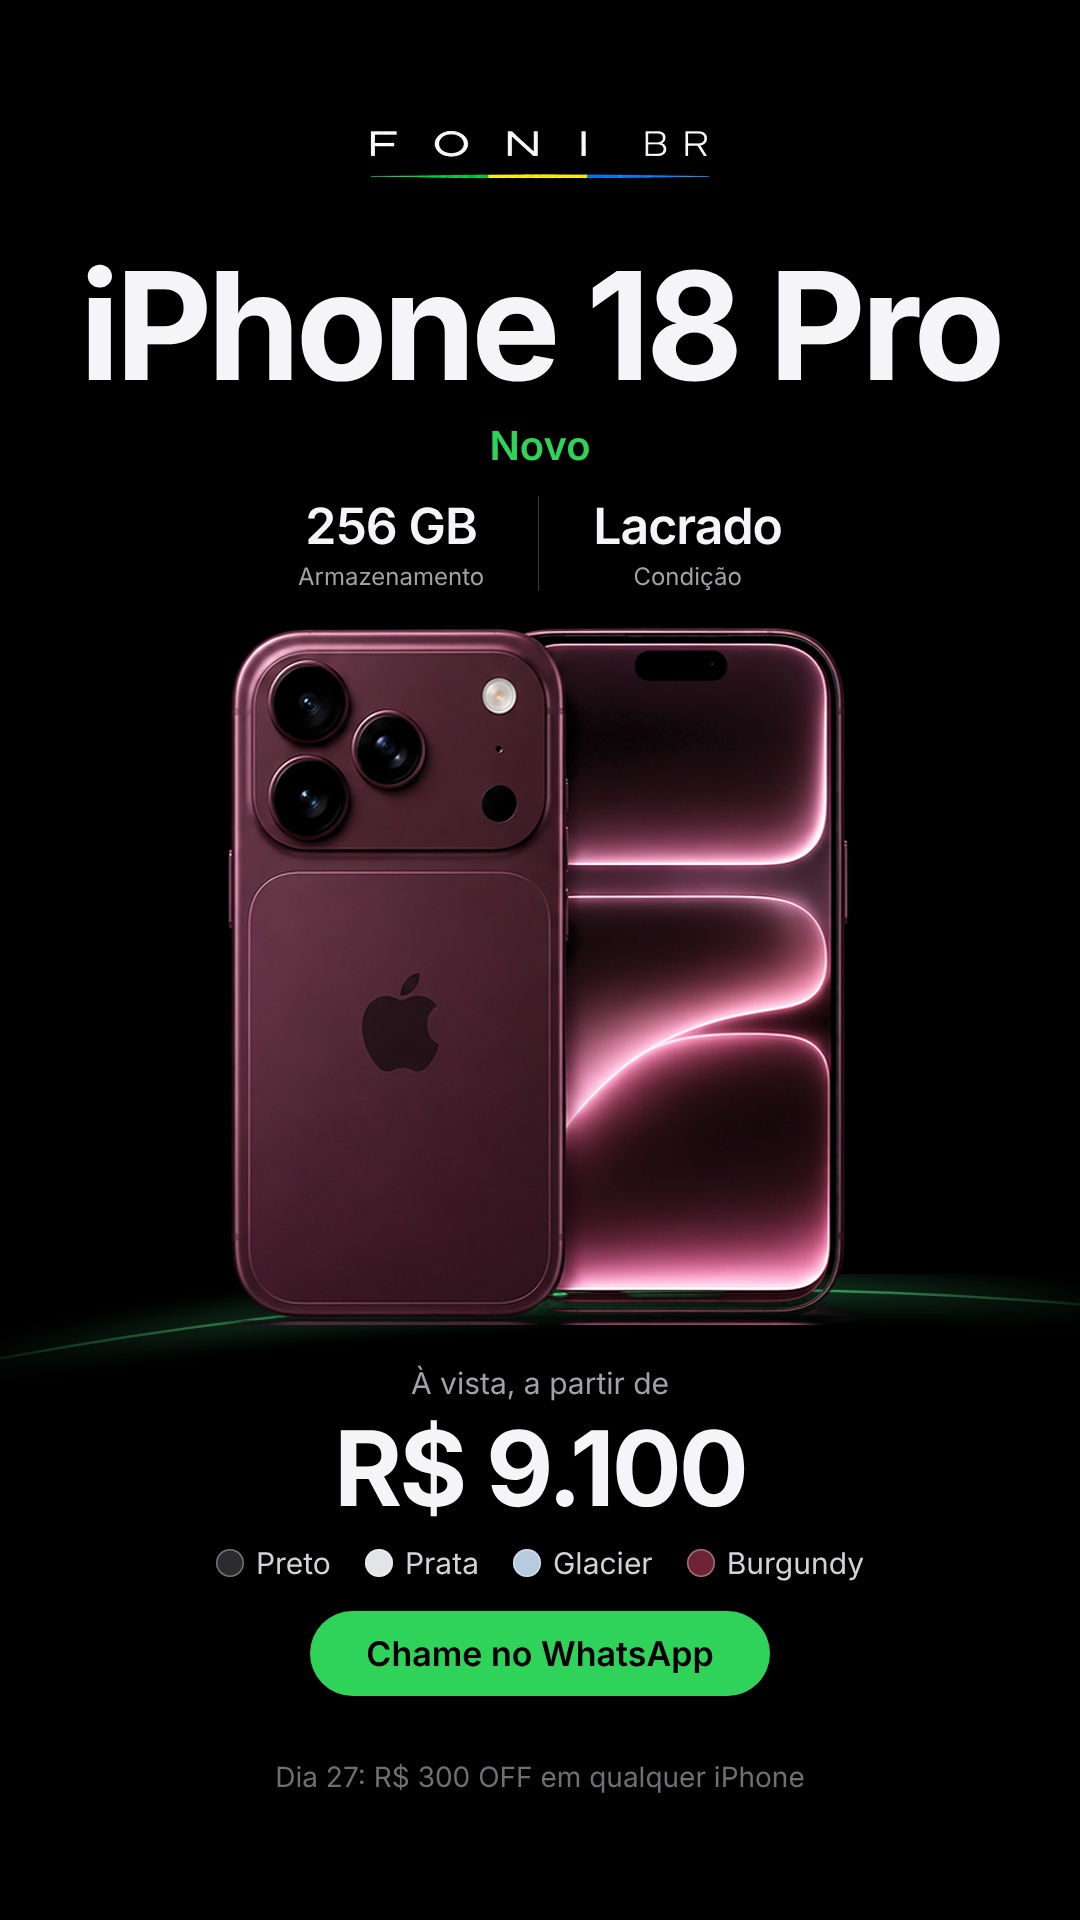 FONI BR
iPhone 18 Pro
Novo
256 GB
Armazenamento
Lacrado
Condição
À vista, a partir de
R$ 9.100
Preto Prata Glacier Burgundy
Chame no WhatsApp
Dia 27: R$ 300 OFF em qualquer iPhone